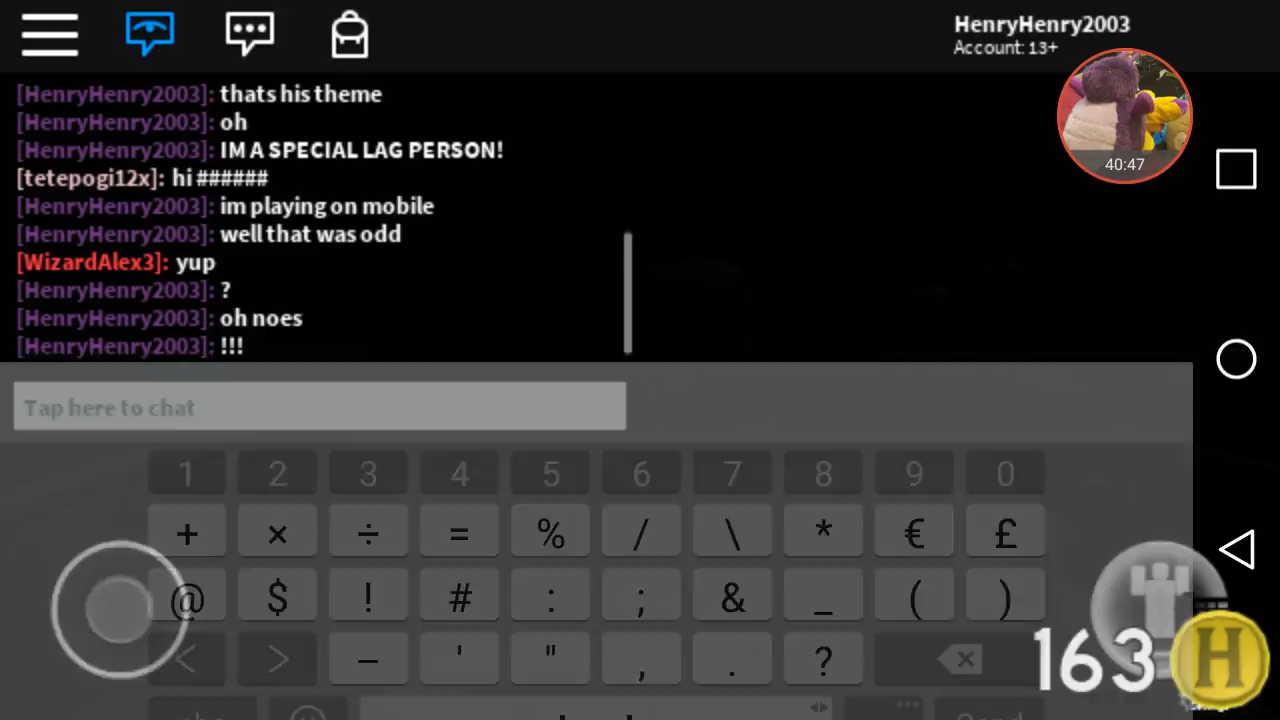 HenryHenry2003
Account: 13+
[HenryHenry2003]: thats his theme
[HenryHenry2003]: oh
[HenryHenry2003]: IM A SPECIAL LAG PERSON!
[tetepogi12x]: hi ######
[HenryHenry2003]: im playing on mobile
[HenryHenry2003]: well that was odd
[WizardAlex3]: yup
[HenryHenry2003]: ?
[HenryHenry2003]: oh noes
[HenryHenry2003]: !!!
40:47
Tap here to chat
1 2 3 4 5 6 7 8 9 0
+ × ÷ = % / \ * € £
@ $ ! # : ; & _ ( )
< > – ' " , . ?
163 H